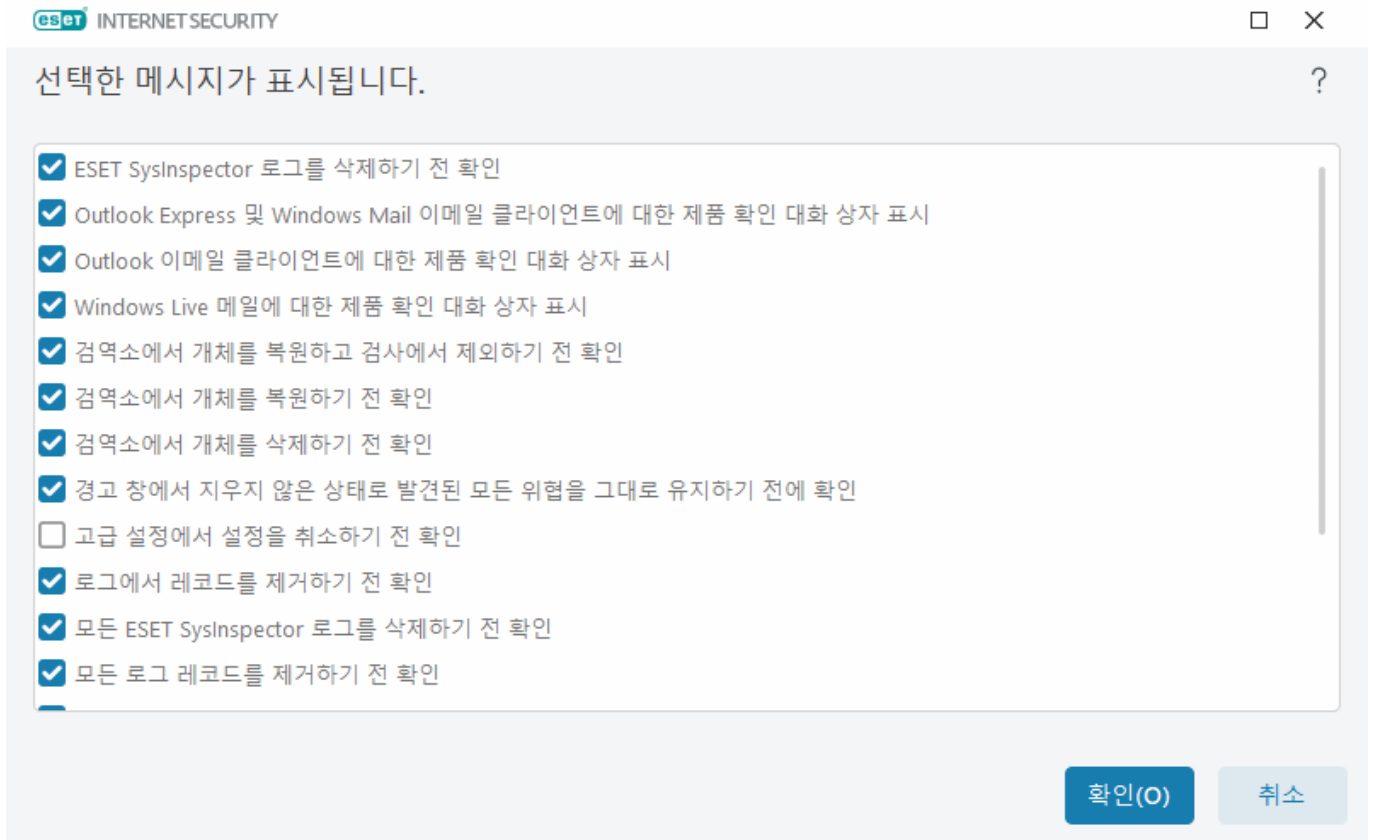 eset INTERNET SECURITY
선택한 메시지가 표시됩니다.
?
ESET SysInspector 로그를 삭제하기 전 확인
Outlook Express 및 Windows Mail 이메일 클라이언트에 대한 제품 확인 대화 상자 표시
Outlook 이메일 클라이언트에 대한 제품 확인 대화 상자 표시
Windows Live 메일에 대한 제품 확인 대화 상자 표시
검역소에서 개체를 복원하고 검사에서 제외하기 전 확인
검역소에서 개체를 복원하기 전 확인
검역소에서 개체를 삭제하기 전 확인
경고 창에서 지우지 않은 상태로 발견된 모든 위협을 그대로 유지하기 전에 확인
고급 설정에서 설정을 취소하기 전 확인
로그에서 레코드를 제거하기 전 확인
모든 ESET SysInspector 로그를 삭제하기 전 확인
모든 로그 레코드를 제거하기 전 확인
확인(O) 취소